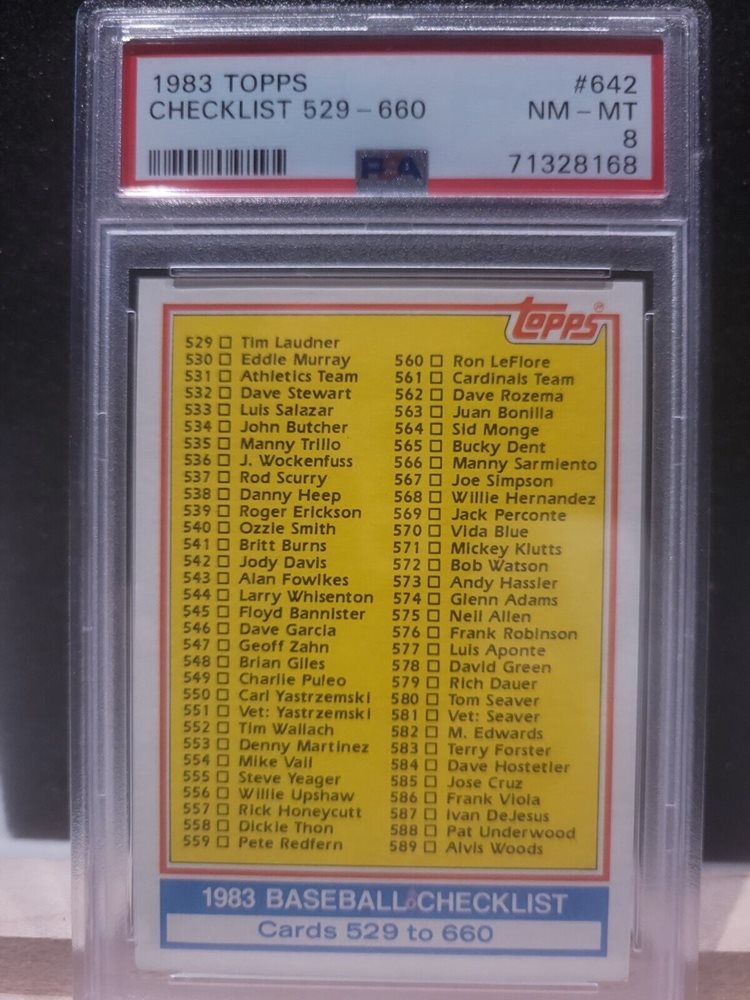 1983 TOPPS #642
CHECKLIST 529 - 660 NM - MT
8
PSA 71328168
topps
529 Tim Laudner
530 Eddie Murray
531 Athletics Team
532 Dave Stewart
533 Luis Salazar
534 John Butcher
535 Manny Trillo
536 J. Wockenfuss
537 Rod Scurry
538 Danny Heep
539 Roger Erickson
540 Ozzie Smith
541 Britt Burns
542 Jody Davis
543 Alan Fowlkes
544 Larry Whisenton
545 Floyd Bannister
546 Dave Garcia
547 Geoff Zahn
548 Brian Giles
549 Charlie Puleo
550 Carl Yastrzemski
551 Vet: Yastrzemski
552 Tim Wallach
553 Denny Martinez
554 Mike Vail
555 Steve Yeager
556 Willie Upshaw
557 Rick Honeycutt
558 Dickie Thon
559 Pete Redfern
560 Ron LeFlore
561 Cardinals Team
562 Dave Rozema
563 Juan Bonilla
564 Sid Monge
565 Bucky Dent
566 Manny Sarmiento
567 Joe Simpson
568 Willie Hernandez
569 Jack Perconte
570 Vida Blue
571 Mickey Klutts
572 Bob Watson
573 Andy Hassler
574 Glenn Adams
575 Neil Allen
576 Frank Robinson
577 Luis Aponte
578 David Green
579 Rich Dauer
580 Tom Seaver
581 Vet: Seaver
582 M. Edwards
583 Terry Forster
584 Dave Hostetler
585 Jose Cruz
586 Frank Viola
587 Ivan DeJesus
588 Pat Underwood
589 Alvis Woods
1983 BASEBALL CHECKLIST
Cards 529 to 660